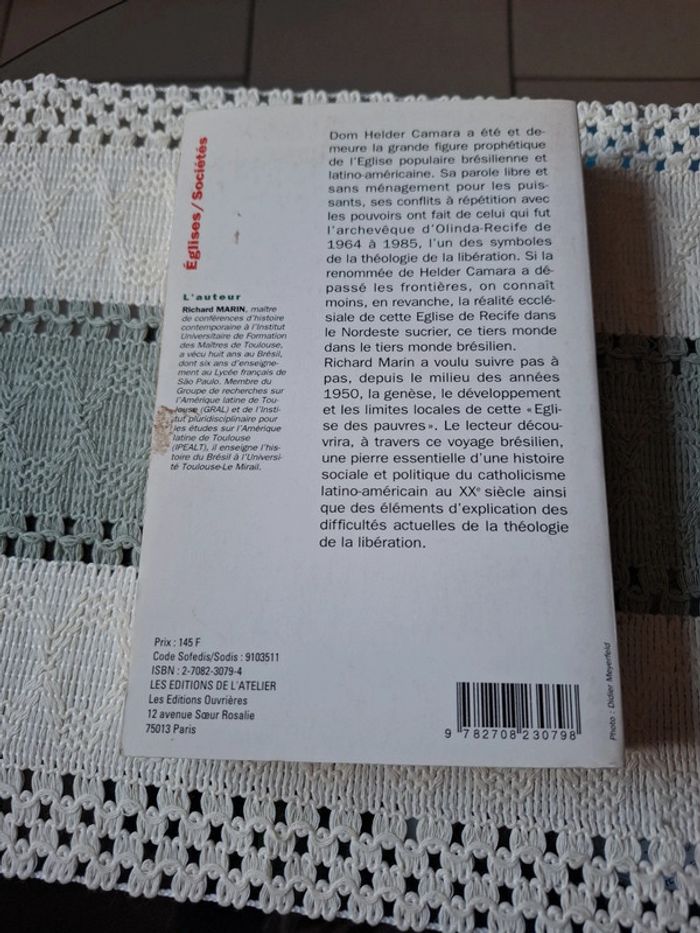 Églises/Sociétés
L'auteur
Richard MARIN, maître
de conférences d'histoire
contemporaine à l'Institut
Universitaire de Formation
des Maîtres de Toulouse,
a vécu huit ans au Brésil,
dont six ans d'enseigne-
ment au Lycée français de
São Paulo. Membre du
Groupe de recherches sur
l'Amérique latine de Tou-
louse (GRAL) et de l'Insti-
tut pluridisciplinaire pour
les études sur l'Amérique
latine de Toulouse
(IPEALT), il enseigne l'his-
toire du Brésil à l'Universi-
té Toulouse-Le Mirail.
Dom Helder Camara a été et de-
meure la grande figure prophétique
de l'Eglise populaire brésilienne et
latino-américaine. Sa parole libre et
sans ménagement pour les puis-
sants, ses conflits à répétition avec
les pouvoirs ont fait de celui qui fut
l'archevêque d'Olinda-Recife de
1964 à 1985, l'un des symboles
de la théologie de la libération. Si la
renommée de Helder Camara a dé-
passé les frontières, on connaît
moins, en revanche, la réalité ecclé-
siale de cette Eglise de Recife dans
le Nordeste sucrier, ce tiers monde
dans le tiers monde brésilien.
Richard Marin a voulu suivre pas à
pas, depuis le milieu des années
1950, la genèse, le développement
et les limites locales de cette « Egli-
se des pauvres ». Le lecteur décou-
vrira, à travers ce voyage brésilien,
une pierre essentielle d'une histoire
sociale et politique du catholicisme
latino-américain au XXe siècle ainsi
que des éléments d'explication des
difficultés actuelles de la théologie
de la libération.
Prix : 145 F
Code Sofedis/Sodis : 9103511
ISBN : 2-7082-3079-4
LES EDITIONS DE L'ATELIER
Les Editions Ouvrières
12 avenue Sœur Rosalie
75013 Paris
9 782708 230798
Photo : Didier Meyerfeld